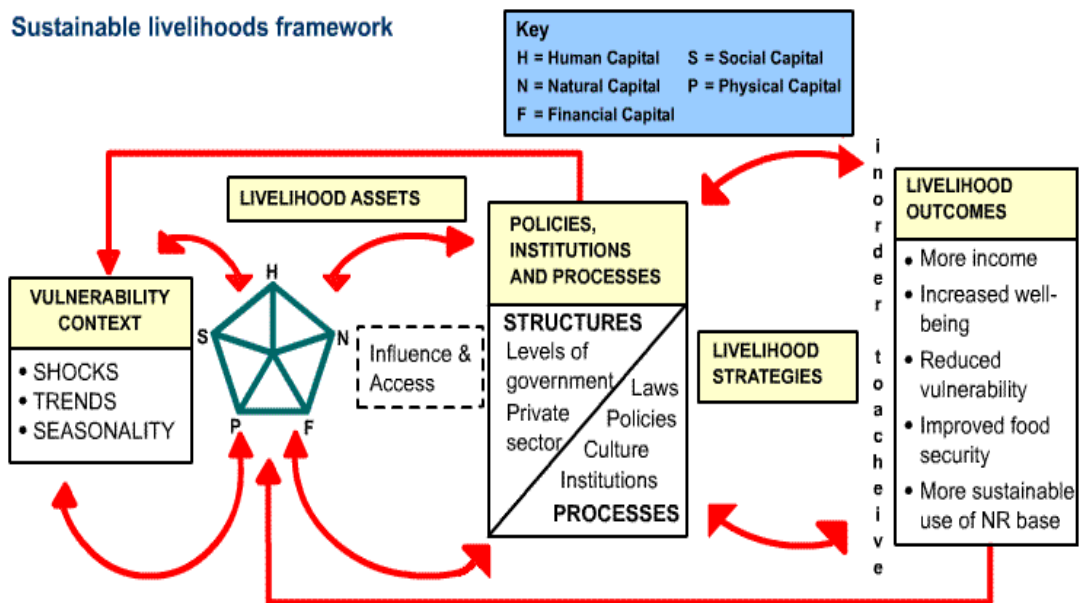 Sustainable livelihoods framework
Key
H = Human Capital S = Social Capital
N = Natural Capital P = Physical Capital
F = Financial Capital
LIVELIHOOD ASSETS
VULNERABILITY
CONTEXT
• SHOCKS
• TRENDS
• SEASONALITY
H
S
N
P
F
Influence &
Access
POLICIES,
INSTITUTIONS
AND PROCESSES
STRUCTURES
Levels of
government
Private
sector
Laws
Policies
Culture
Institutions
PROCESSES
LIVELIHOOD
STRATEGIES
inorder toacheive
LIVELIHOOD
OUTCOMES
• More income
• Increased well-
being
• Reduced
vulnerability
• Improved food
security
• More sustainable
use of NR base